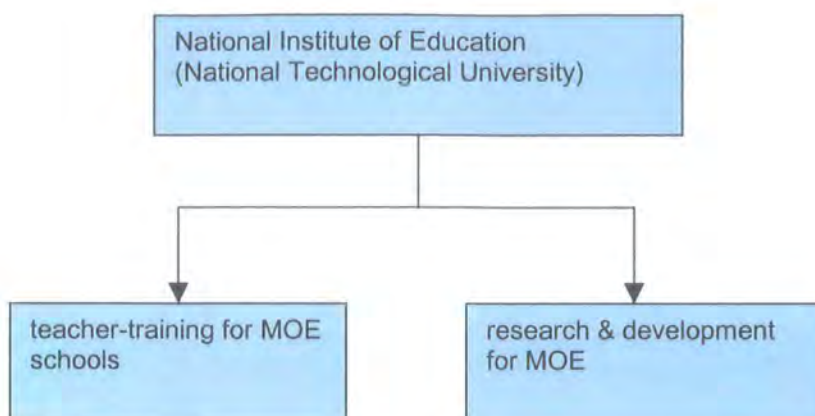 National Institute of Education
(National Technological University)
teacher-training for MOE
schools
research & development
for MOE